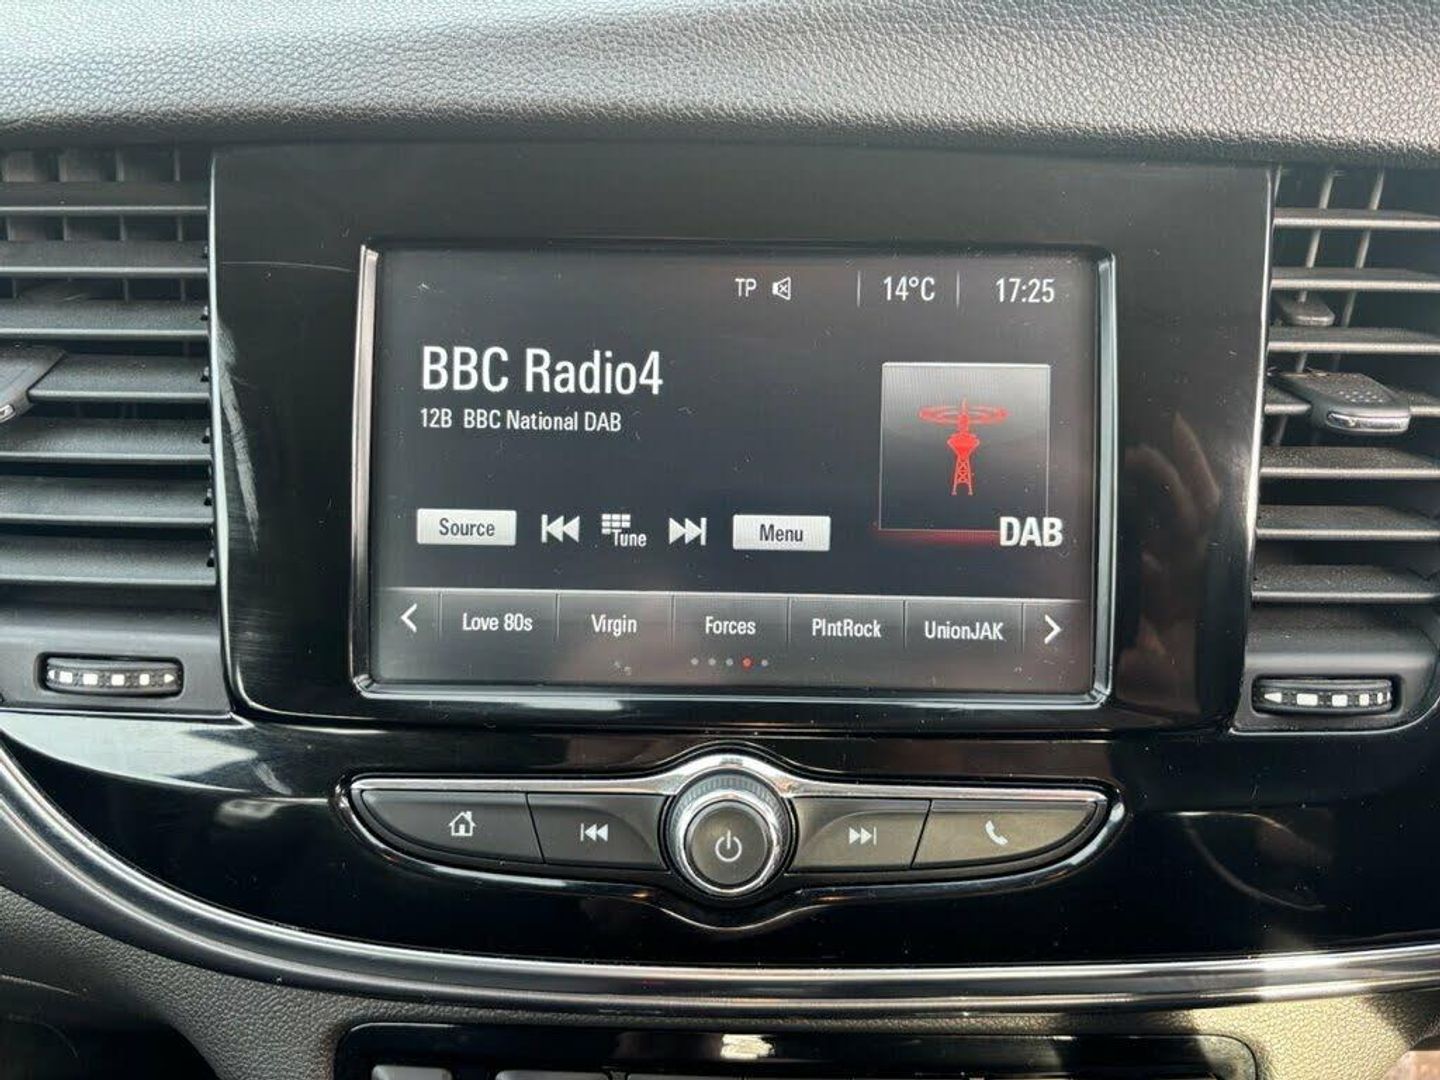 TP 14°C 17:25
BBC Radio4
12B BBC National DAB
DAB
Source Tune Menu
Love 80s Virgin Forces PlntRock UnionJAK